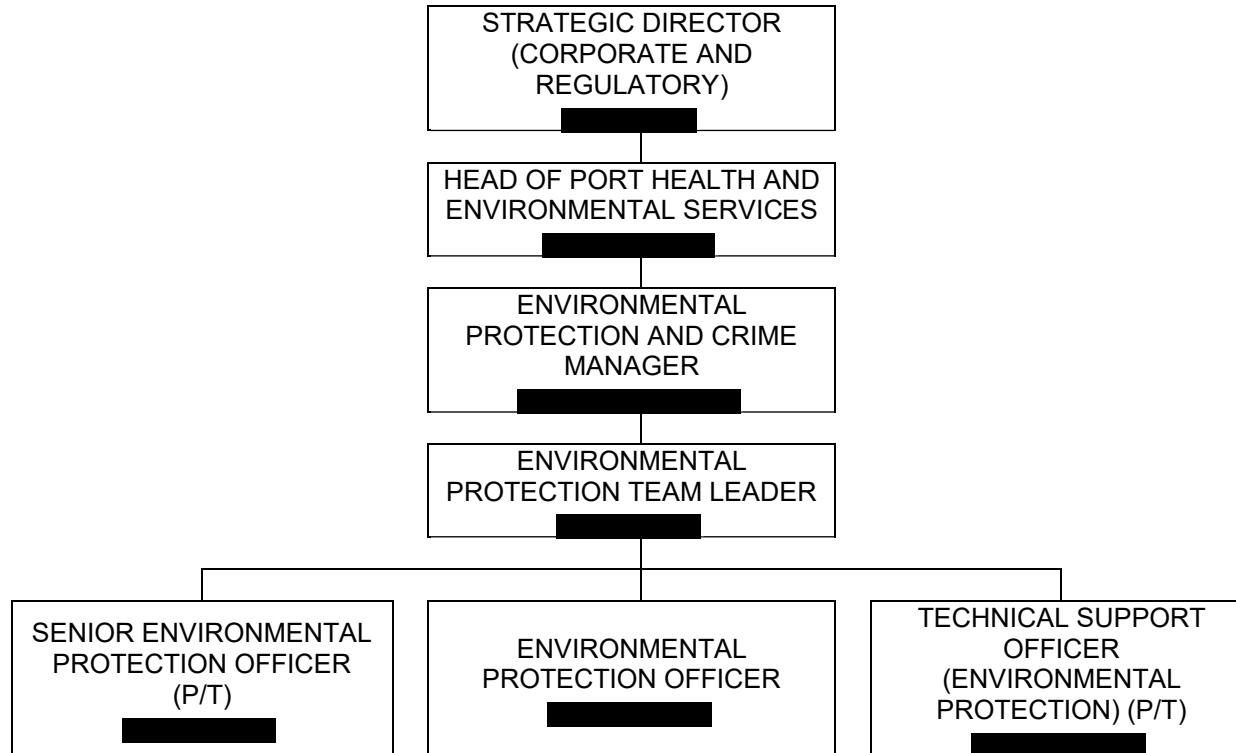 STRATEGIC DIRECTOR
(CORPORATE AND
REGULATORY)
HEAD OF PORT HEALTH AND
ENVIRONMENTAL SERVICES
ENVIRONMENTAL
PROTECTION AND CRIME
MANAGER
ENVIRONMENTAL
PROTECTION TEAM LEADER
SENIOR ENVIRONMENTAL
PROTECTION OFFICER
(P/T)
ENVIRONMENTAL
PROTECTION OFFICER
TECHNICAL SUPPORT
OFFICER
(ENVIRONMENTAL
PROTECTION) (P/T)